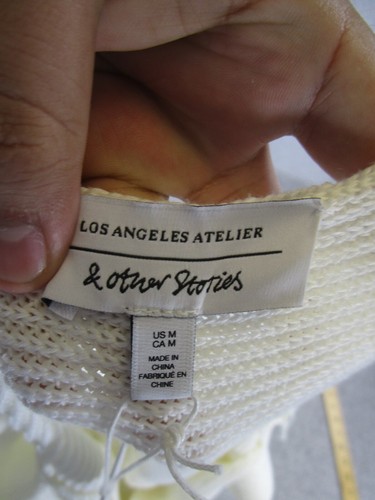 LOS ANGELES ATELIER
& Other Stories
US M
CA M
MADE IN
CHINA
FABRIQUÉ EN
CHINE